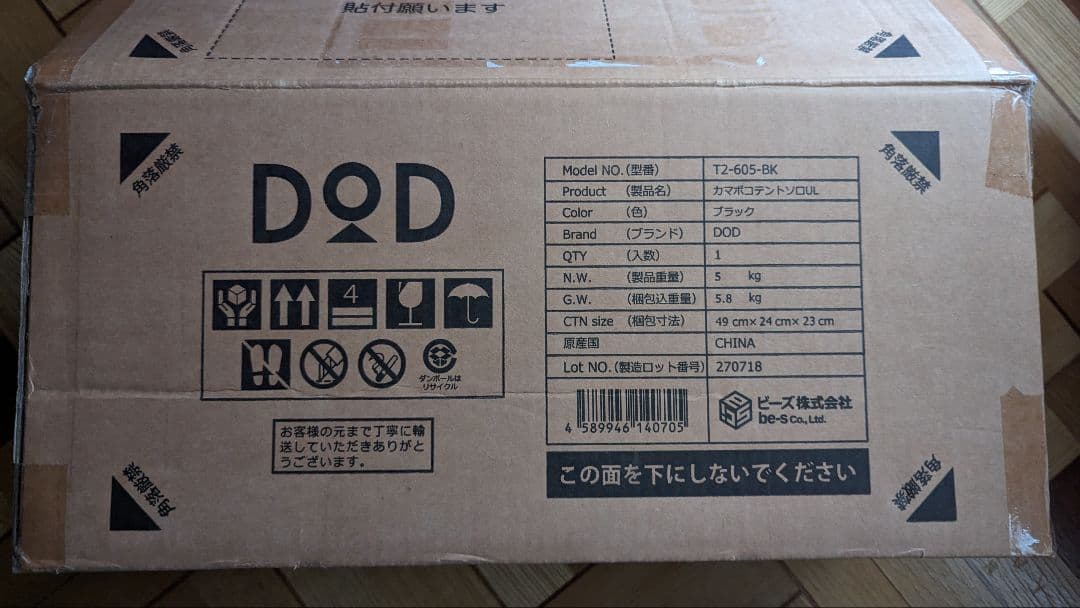 貼付願います
角落厳禁
角落厳禁
角落厳禁
角落厳禁
DOD
4
ダンボールは
リサイクル
お客様の元まで丁寧に輸
送していただきありがと
うございます。
Model NO.(型番) T2-605-BK
Product (製品名) カマボコテントソロUL
Color (色) ブラック
Brand (ブランド) DOD
QTY (入数) 1
N.W. (製品重量) 5 kg
G.W. (梱包込重量) 5.8 kg
CTN size (梱包寸法) 49 cm×24 cm×23 cm
原産国 CHINA
Lot NO.(製造ロット番号) 270718
4 589946 140705
ビーズ株式会社
be-s Co., Ltd.
この面を下にしないでください
角落厳禁
角落厳禁